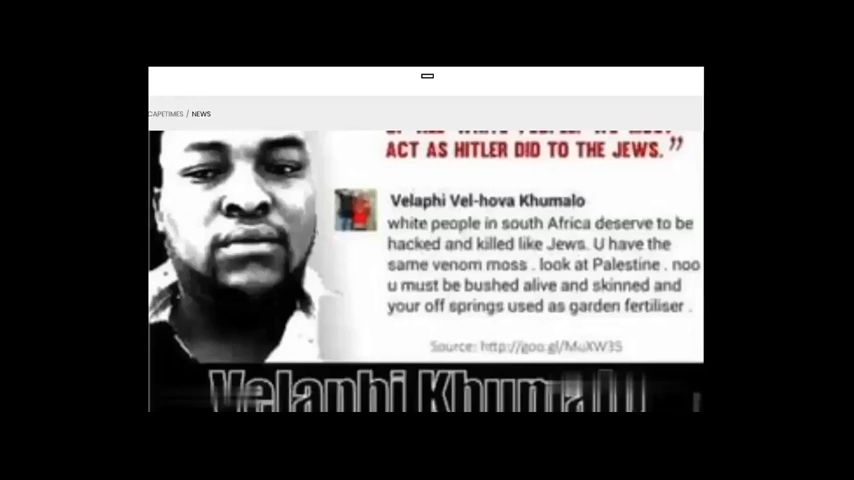 CAPETIMES / NEWS
ACT AS HITLER DID TO THE JEWS.”
Velaphi Vel-hova Khumalo
white people in south Africa deserve to be
hacked and killed like Jews. U have the
same venom moss . look at Palestine . noo
u must be bushed alive and skinned and
your off springs used as garden fertiliser .
Source: http://goo.gl/MuXW35
Velaphi Khumalo